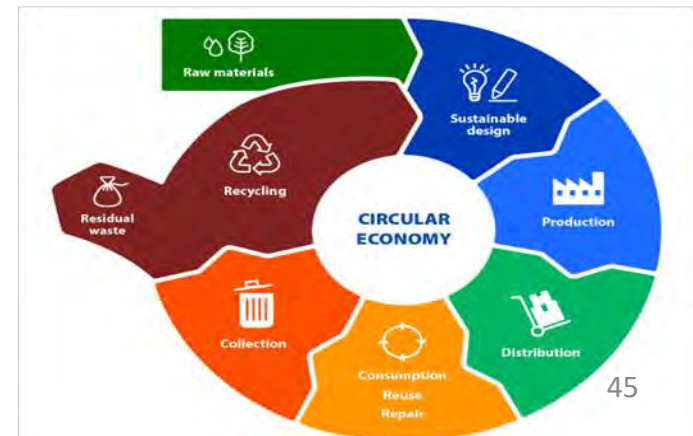 Raw materials
Sustainable
design
Recycling
Residual
waste
CIRCULAR
ECONOMY
Production
Collection
Distribution
Consumption
Reuse
Repair
45